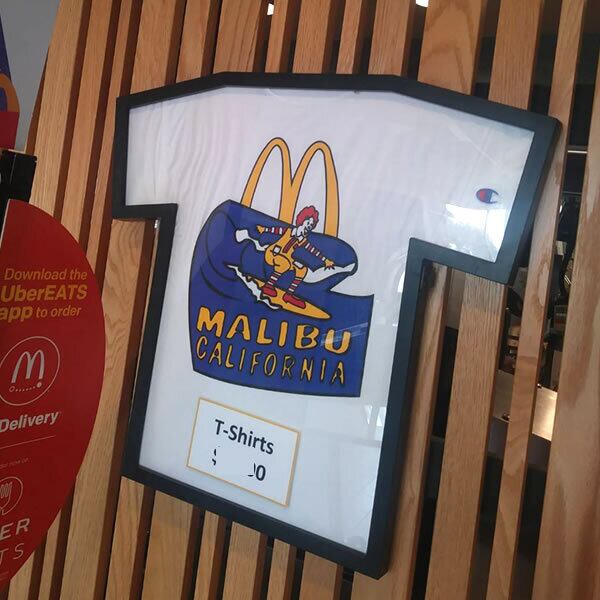 Download the
UberEATS
app to order
Delivery
MALIBU
CALIFORNIA
T-Shirts